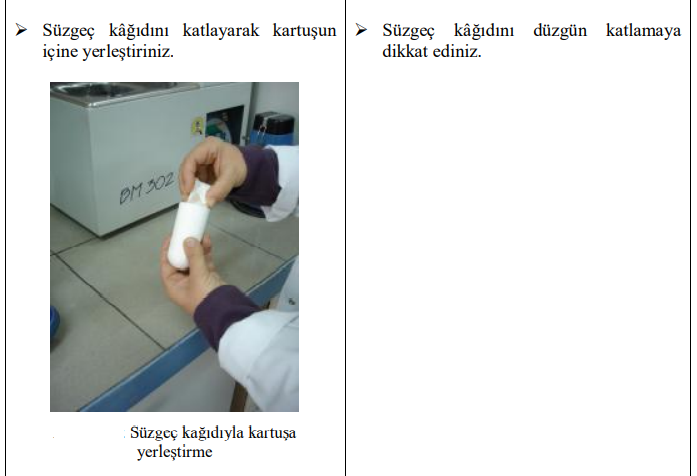 ➢ Süzgeç kâğıdını katlayarak kartuşun
içine yerleştiriniz.
BM 302
Süzgeç kağıdıyla kartuşa
yerleştirme
➢ Süzgeç kâğıdını düzgün katlamaya
dikkat ediniz.